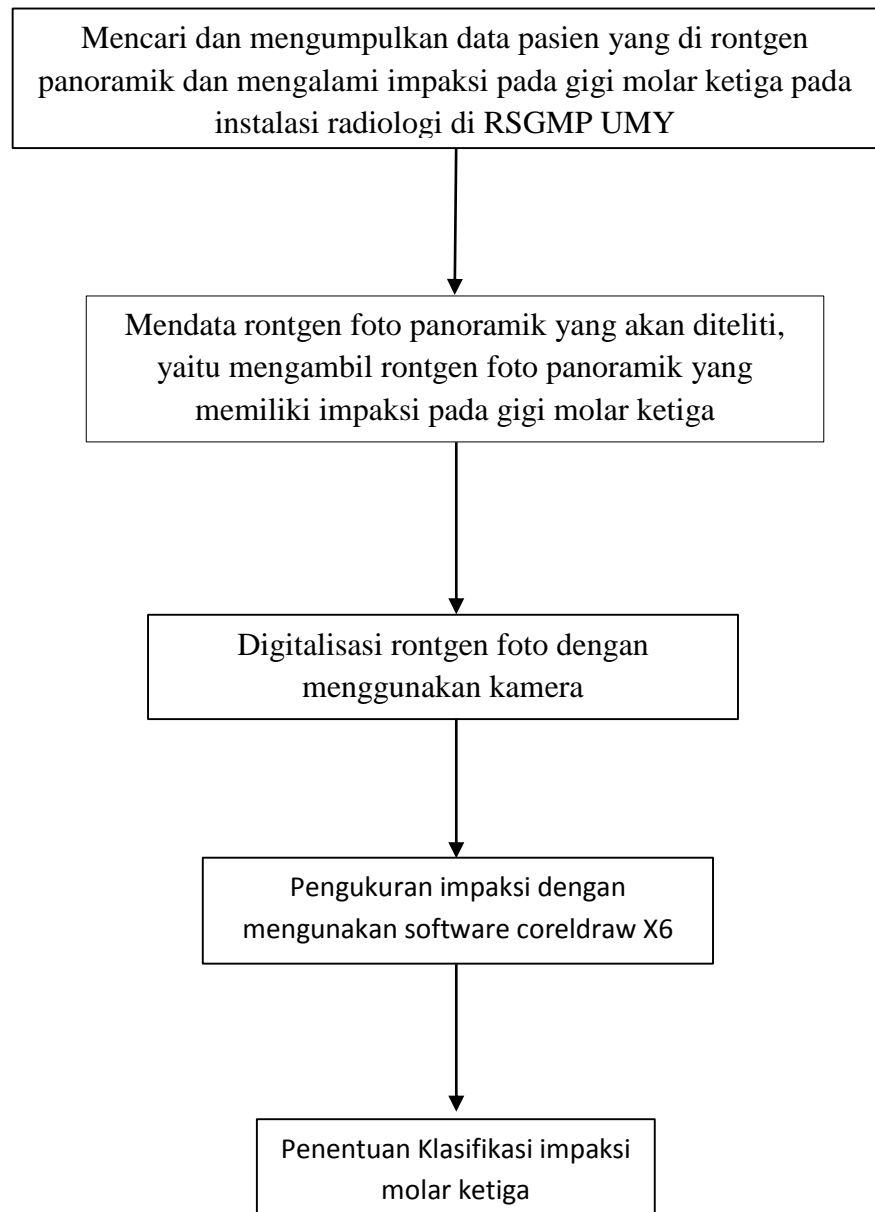 Mencari dan mengumpulkan data pasien yang di rontgen
panoramik dan mengalami impaksi pada gigi molar ketiga pada
instalasi radiologi di RSGMP UMY
Mendata rontgen foto panoramik yang akan diteliti,
yaitu mengambil rontgen foto panoramik yang
memiliki impaksi pada gigi molar ketiga
Digitalisasi rontgen foto dengan
menggunakan kamera
Pengukuran impaksi dengan
mengunakan software coreldraw X6
Penentuan Klasifikasi impaksi
molar ketiga